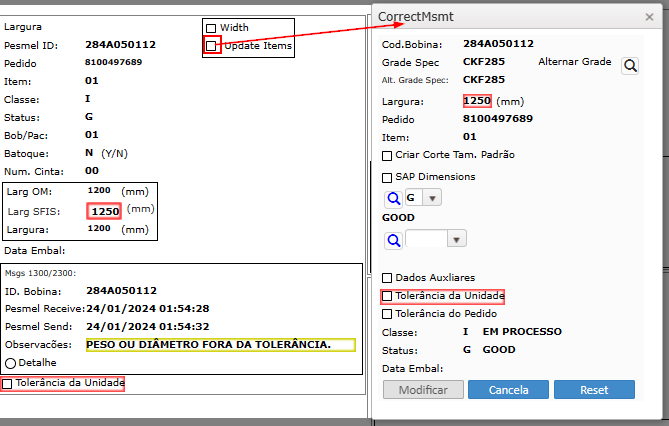 Largura
Width
Pesmel ID: 284A050112
Update Items
Pedido 8100497689
Item: 01
Classe: I
Status: G
Bob/Pac: 01
Batoque: N (Y/N)
Num. Cinta: 00
Larg OM: 1200 (mm)
Larg SFIS: 1250 (mm)
Largura: 1200 (mm)
Data Embal:
Msgs 1300/2300:
ID. Bobina: 284A050112
Pesmel Receive: 24/01/2024 01:54:28
Pesmel Send: 24/01/2024 01:54:32
Observacões: PESO OU DIÂMETRO FORA DA TOLERÂNCIA.
Detalhe
Tolerância da Unidade
CorrectMsmt ×
Cod.Bobina: 284A050112
Grade Spec CKF285 Alternar Grade
Alt. Grade Spec: CKF285
Largura: 1250 (mm)
Pedido 8100497689
Item: 01
Criar Corte Tam. Padrão
SAP Dimensions
G
GOOD
Dados Auxliares
Tolerância da Unidade
Tolerância do Pedido
Classe: I EM PROCESSO
Status: G GOOD
Data Embal:
Modificar Cancela Reset